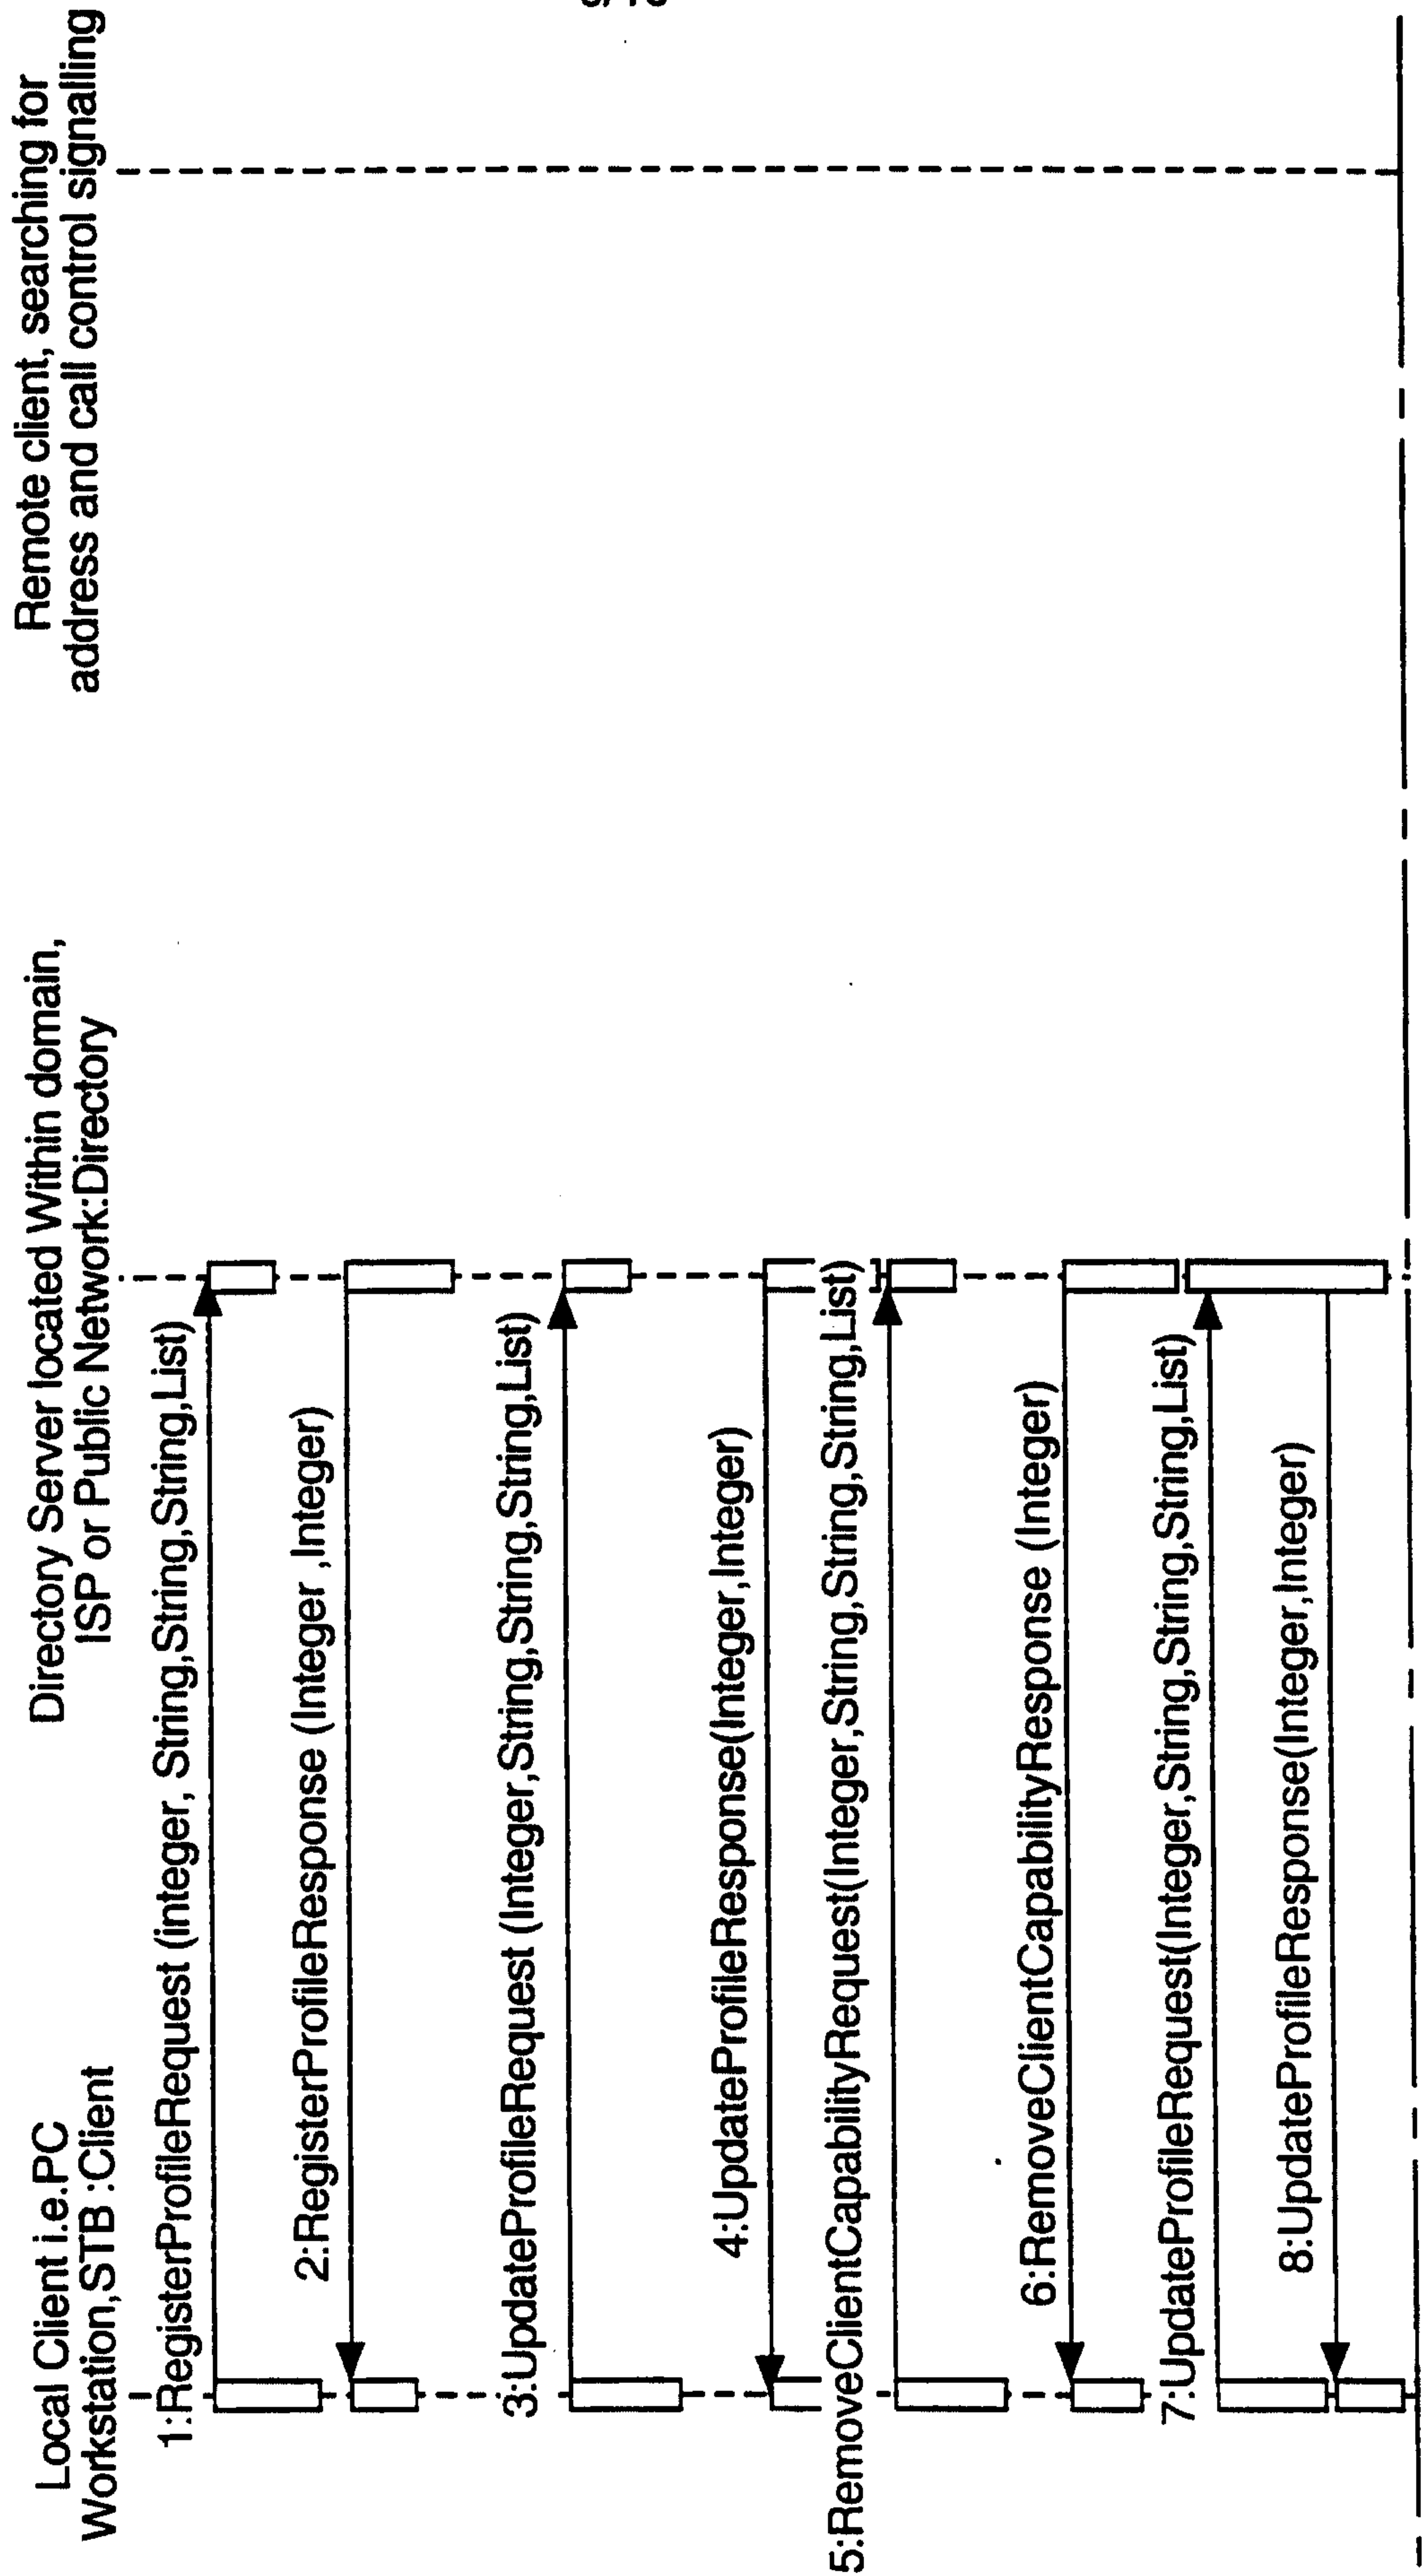 Local Client i.e.PC
Workstation,STB :Client
Directory Server located Within domain,
ISP or Public Network:Directory
Remote client, searching for
address and call control signalling
1:RegisterProfileRequest (integer, String,String,String,List)
2:RegisterProfileResponse (Integer ,Integer)
3:UpdateProfileRequest (Integer,String,String,String,List)
4:UpdateProfileResponse(Integer,Integer)
5:RemoveClientCapabilityRequest(Integer,String,String,String,List)
6:RemoveClientCapabilityResponse (Integer)
7:UpdateProfileRequest(Integer,String,String,String,List)
8:UpdateProfileResponse(Integer,Integer)